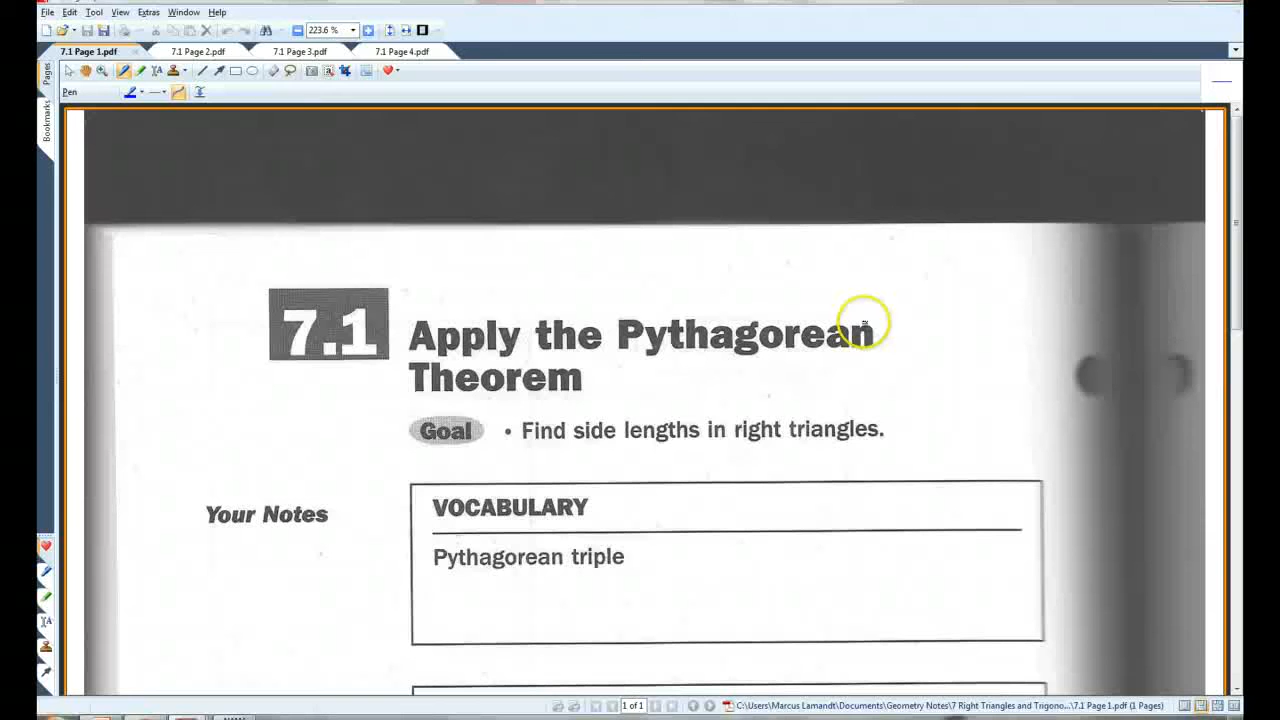 File Edit Tool View Extras Window Help
223.6 %
7.1 Page 1.pdf 7.1 Page 2.pdf 7.1 Page 3.pdf 7.1 Page 4.pdf
Pen
Pages
Bookmarks
7.1 Apply the Pythagorean
Theorem
Goal • Find side lengths in right triangles.
Your Notes
VOCABULARY
Pythagorean triple
1 of 1
C:\Users\Marcus Lamandt\Documents\Geometry Notes\7 Right Triangles and Trigono...\7.1 Page 1.pdf (1 Pages)